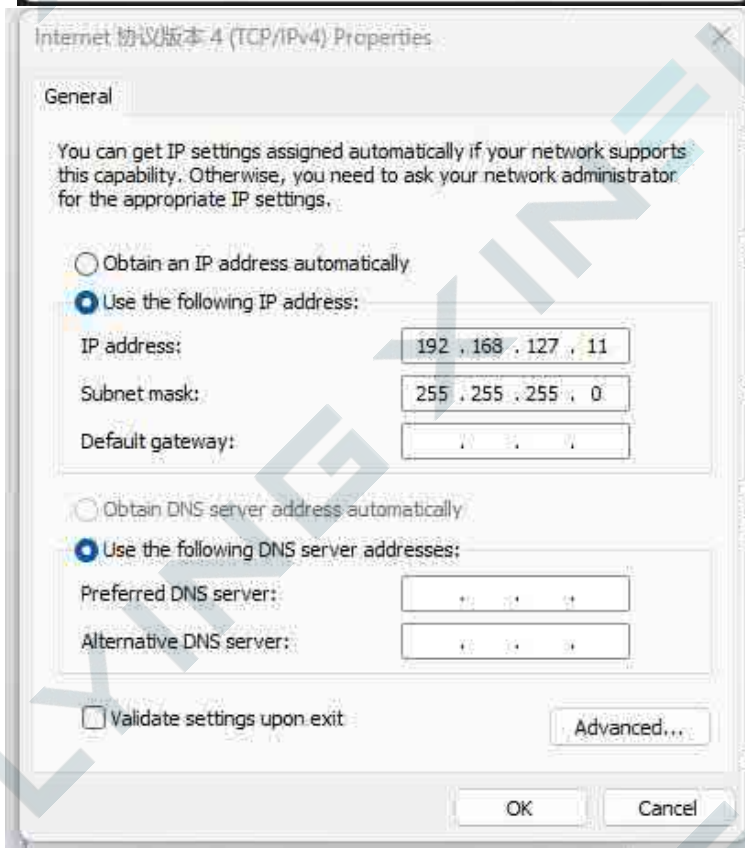 Internet 协议版本 4 (TCP/IPv4) Properties
General
You can get IP settings assigned automatically if your network supports
this capability. Otherwise, you need to ask your network administrator
for the appropriate IP settings.
Obtain an IP address automatically
Use the following IP address:
IP address: 192 . 168 . 127 . 11
Subnet mask: 255 . 255 . 255 . 0
Default gateway: . . .
Obtain DNS server address automatically
Use the following DNS server addresses:
Preferred DNS server: . . .
Alternative DNS server: . . .
Validate settings upon exit
Advanced...
OK Cancel